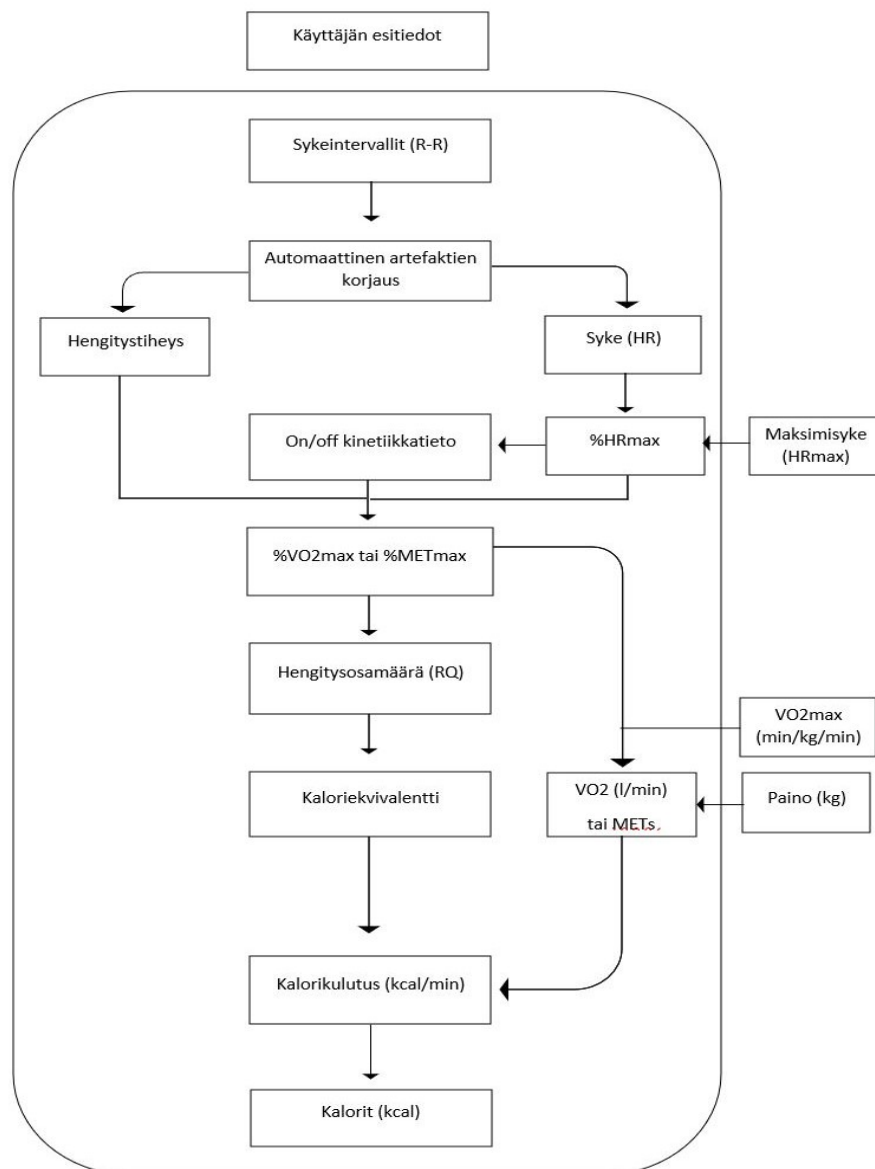 Käyttäjän esitiedot
Sykeintervallit (R-R)
Automaattinen artefaktien
korjaus
Hengitystiheys
Syke (HR)
On/off kinetiikkatieto
%HRmax
Maksimisyke
(HRmax)
%VO2max tai %METmax
Hengitysosamäärä (RQ)
VO2max
(min/kg/min)
Kaloriekvivalentti
VO2 (l/min)
tai METs
Paino (kg)
Kalorikulutus (kcal/min)
Kalorit (kcal)